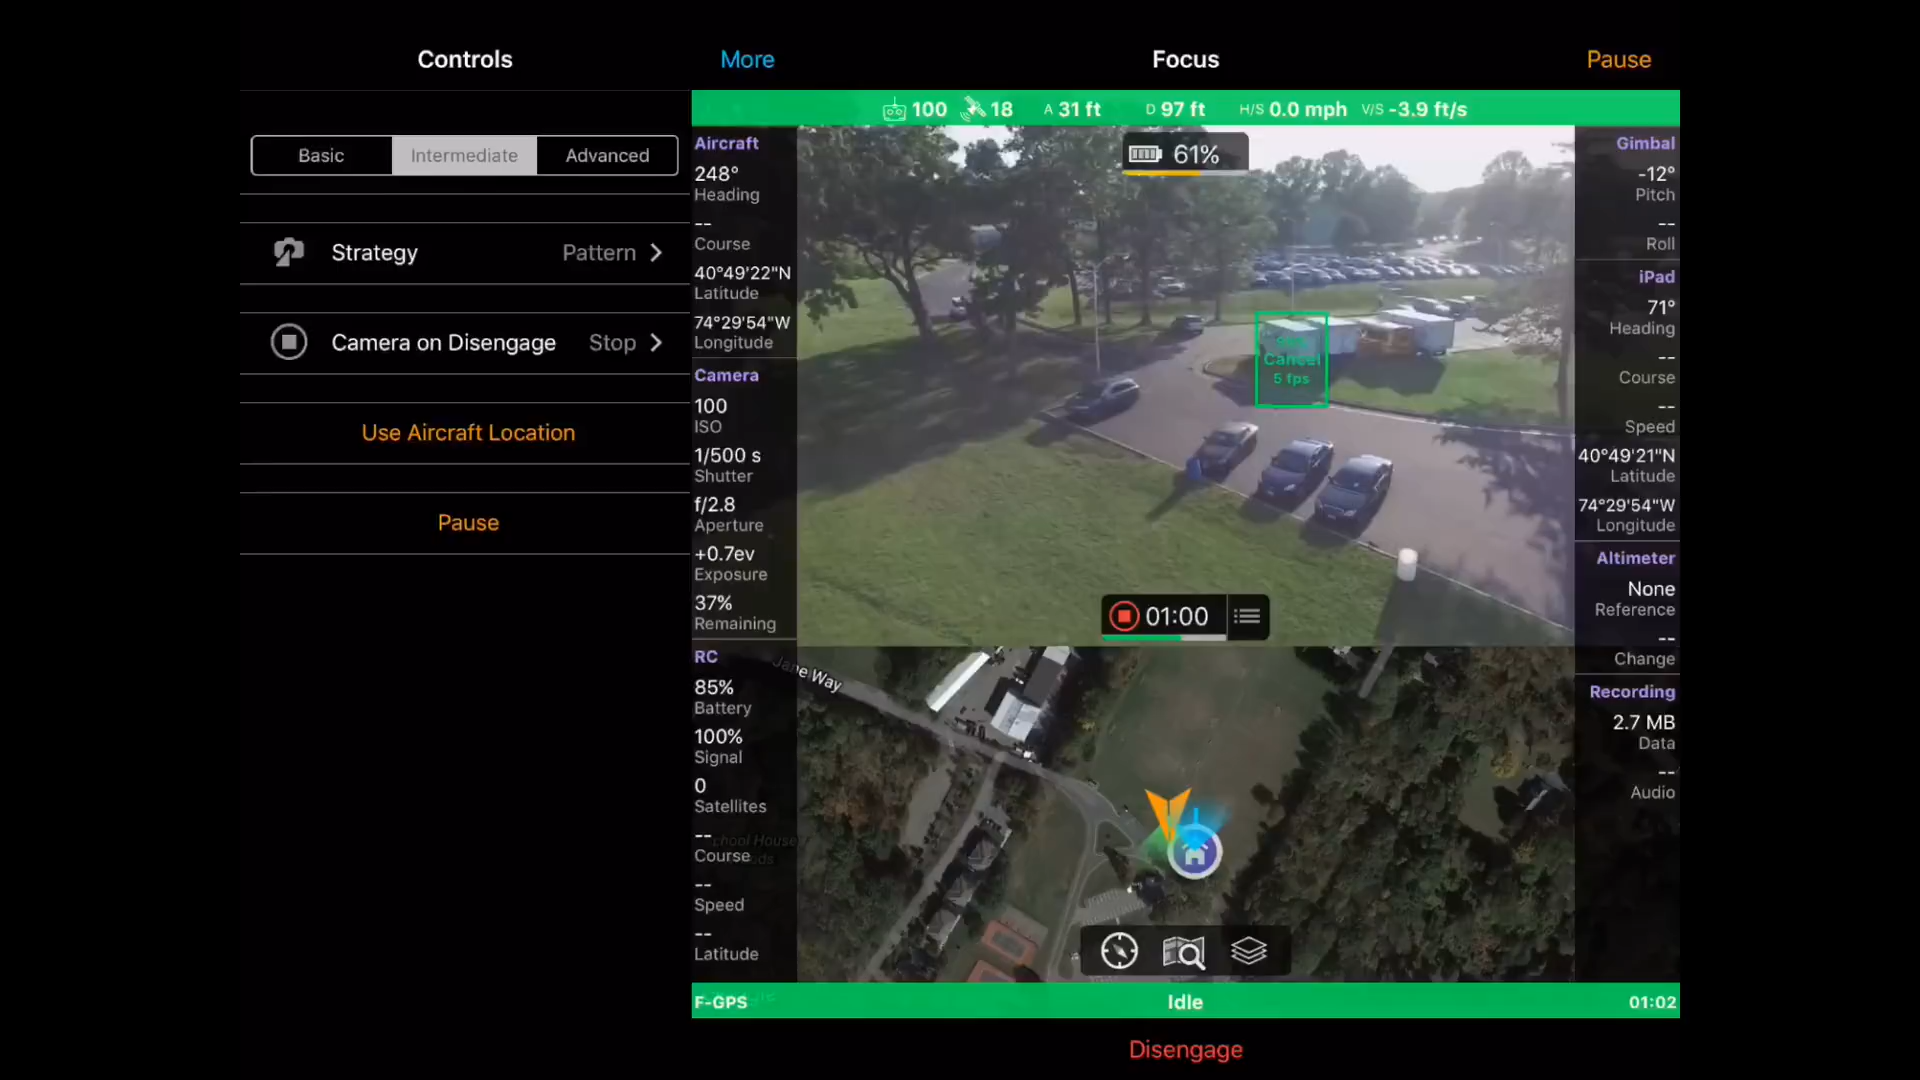 Controls
More
Focus
Pause
100
18
A 31 ft
D 97 ft
H/S 0.0 mph
V/S -3.9 ft/s
Basic
Intermediate
Advanced
Strategy
Pattern
Camera on Disengage
Stop
Use Aircraft Location
Pause
Aircraft
248°
Heading
--
Course
40°49'22"N
Latitude
74°29'54"W
Longitude
Camera
100
ISO
1/500 s
Shutter
f/2.8
Aperture
+0.7ev
Exposure
37%
Remaining
RC
85%
Battery
100%
Signal
0
Satellites
--
Course
--
Speed
--
Latitude
61%
Cancel
5 fps
01:00
Jane Way
Gimbal
-12°
Pitch
--
Roll
iPad
71°
Heading
--
Course
--
Speed
40°49'21"N
Latitude
74°29'54"W
Longitude
Altimeter
None
Reference
--
Change
Recording
2.7 MB
Data
--
Audio
F-GPS
Idle
01:02
Disengage